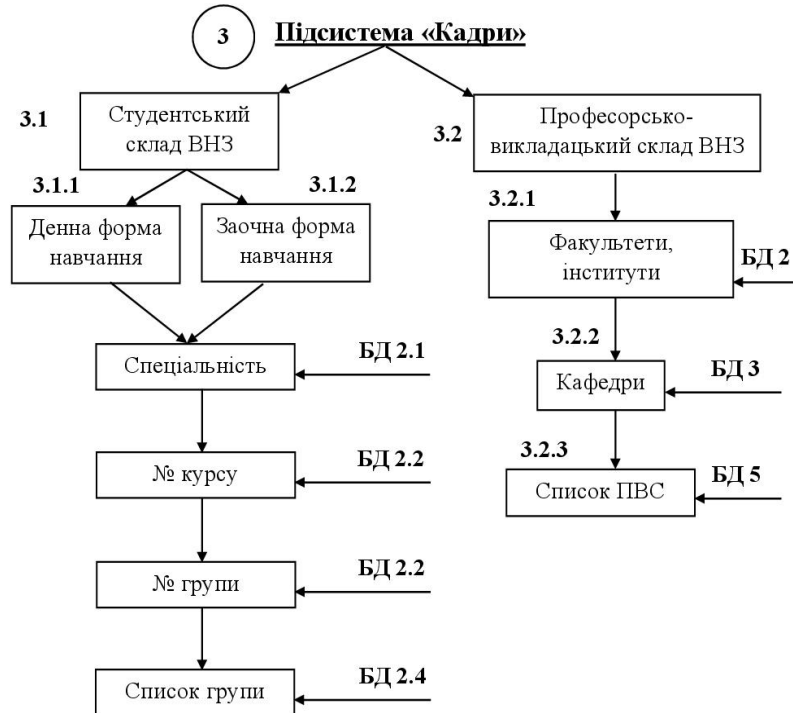 3
Підсистема «Кадри»
3.1
Студентський
склад ВНЗ
3.1.1
Денна форма
навчання
3.1.2
Заочна форма
навчання
Спеціальність
БД 2.1
№ курсу
БД 2.2
№ групи
БД 2.2
Список групи
БД 2.4
3.2
Професорсько-
викладацький склад ВНЗ
3.2.1
Факультети,
інститути
БД 2
3.2.2
Кафедри
БД 3
3.2.3
Список ПВС
БД 5